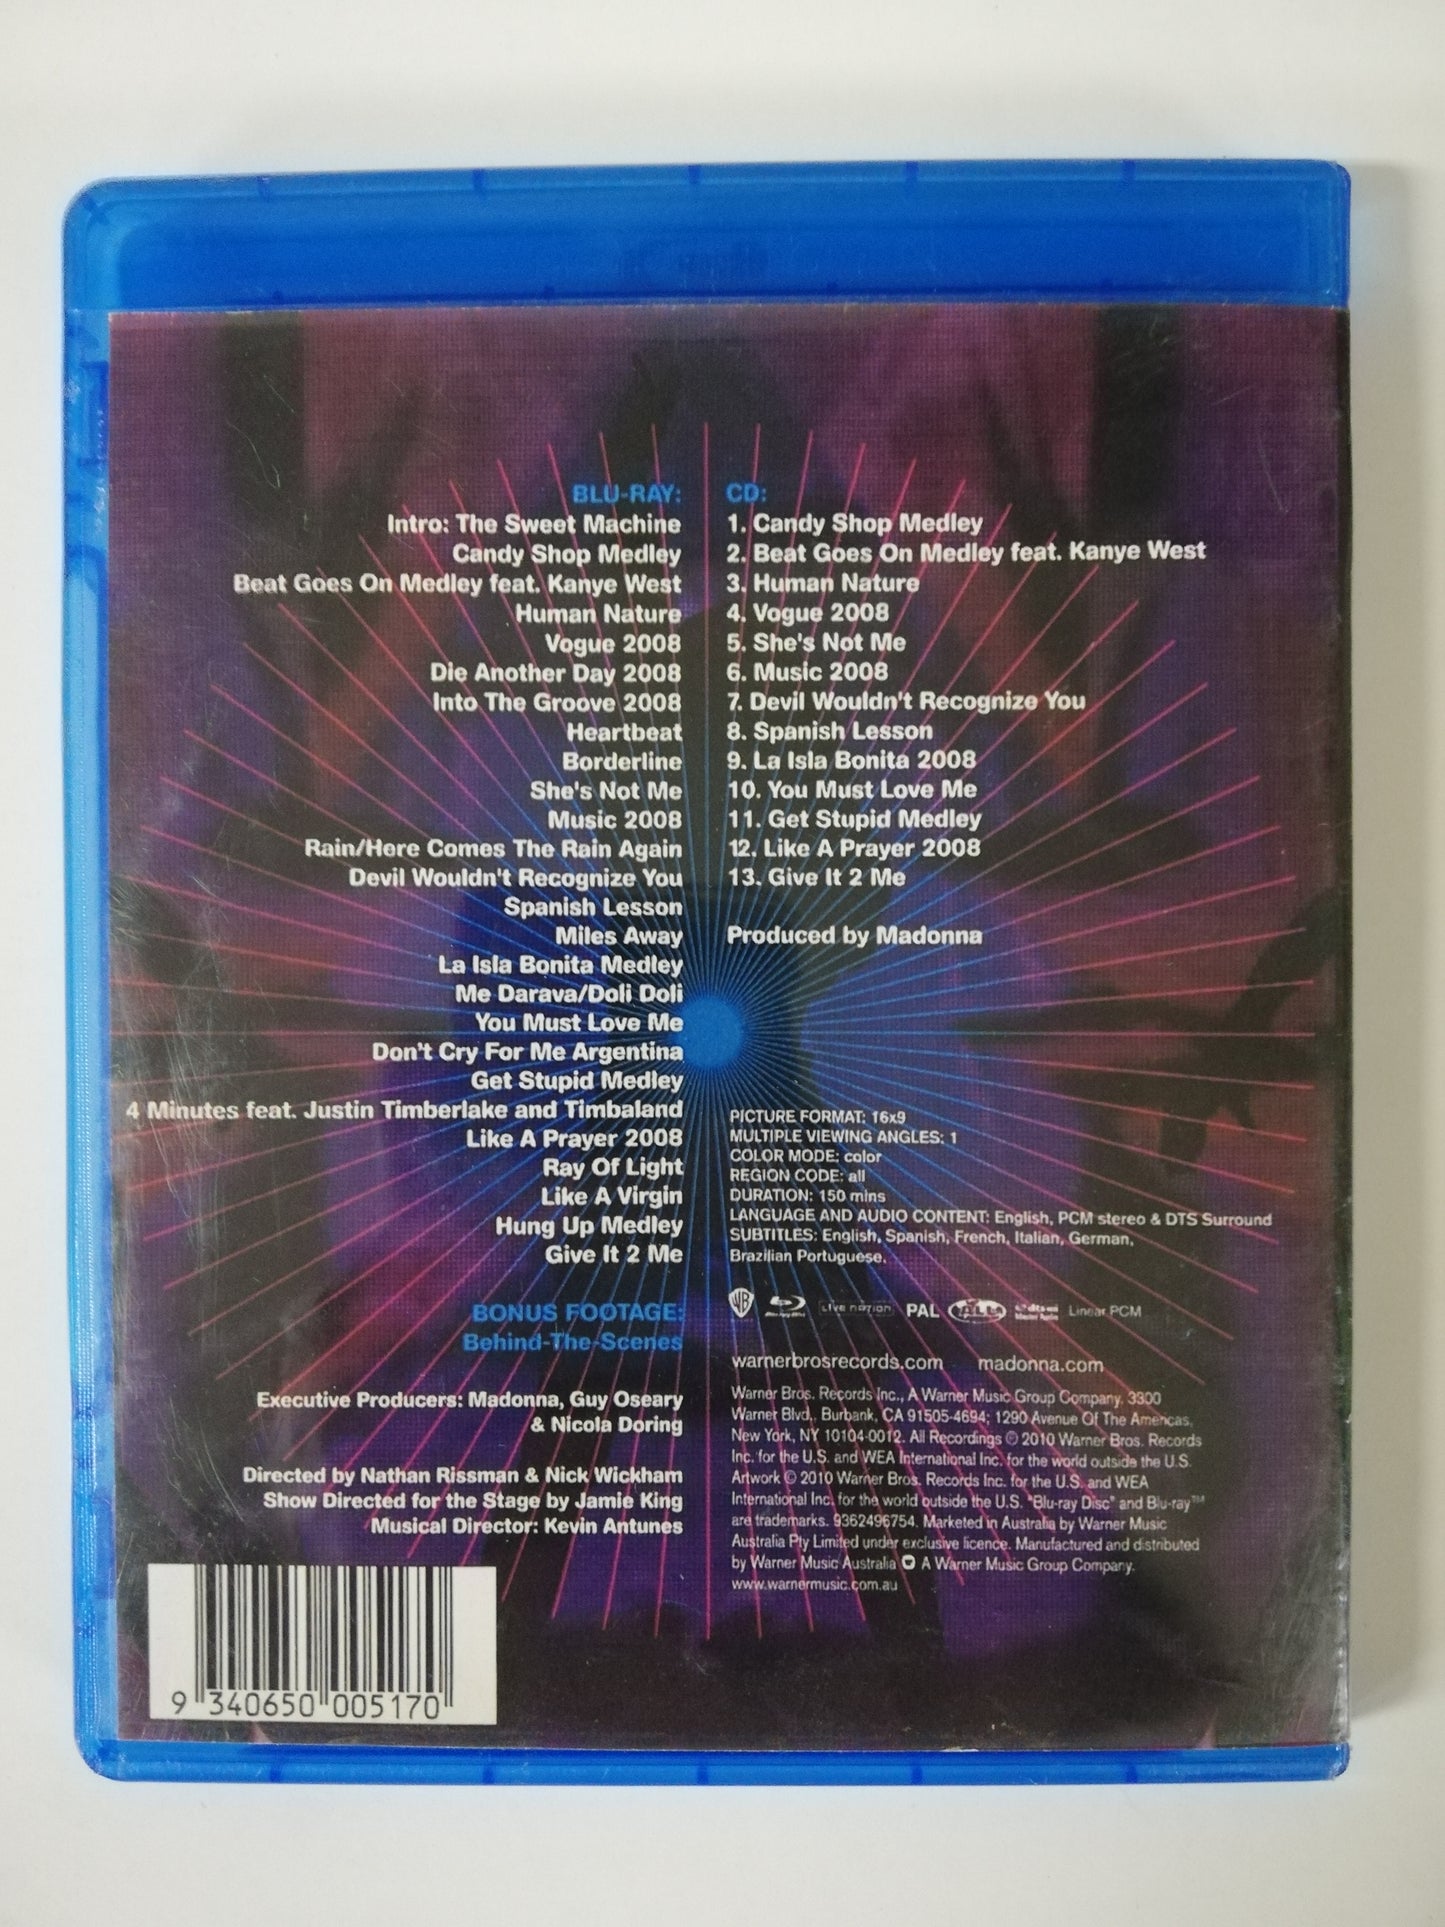 BLU-RAY:
Intro: The Sweet Machine
Candy Shop Medley
Beat Goes On Medley feat. Kanye West
Human Nature
Vogue 2008
Die Another Day 2008
Into The Groove 2008
Heartbeat
Borderline
She's Not Me
Music 2008
Rain/Here Comes The Rain Again
Devil Wouldn't Recognize You
Spanish Lesson
Miles Away
La Isla Bonita Medley
Me Darava/Doli Doli
You Must Love Me
Don't Cry For Me Argentina
Get Stupid Medley
4 Minutes feat. Justin Timberlake and Timbaland
Like A Prayer 2008
Ray Of Light
Like A Virgin
Hung Up Medley
Give It 2 Me
BONUS FOOTAGE:
Behind-The-Scenes
Executive Producers: Madonna, Guy Oseary
& Nicola Doring
Directed by Nathan Rissman & Nick Wickham
Show Directed for the Stage by Jamie King
Musical Director: Kevin Antunes
9 340650 005170
CD:
1. Candy Shop Medley
2. Beat Goes On Medley feat. Kanye West
3. Human Nature
4. Vogue 2008
5. She's Not Me
6. Music 2008
7. Devil Wouldn't Recognize You
8. Spanish Lesson
9. La Isla Bonita 2008
10. You Must Love Me
11. Get Stupid Medley
12. Like A Prayer 2008
13. Give It 2 Me
Produced by Madonna
PICTURE FORMAT: 16x9
MULTIPLE VIEWING ANGLES: 1
COLOR MODE: color
REGION CODE: all
DURATION: 150 mins
LANGUAGE AND AUDIO CONTENT: English, PCM stereo & DTS Surround
SUBTITLES: English, Spanish, French, Italian, German,
Brazilian Portuguese.
WB LIVE NATION PAL ALL dts Linear PCM
warnerbrosrecords.com madonna.com
Warner Bros. Records Inc., A Warner Music Group Company. 3300
Warner Blvd., Burbank, CA 91505-4694; 1290 Avenue Of The Americas,
New York, NY 10104-0012. All Recordings © 2010 Warner Bros. Records
Inc. for the U.S. and WEA International Inc. for the world outside the U.S.
Artwork © 2010 Warner Bros. Records Inc. for the U.S. and WEA
International Inc. for the world outside the U.S. "Blu-ray Disc" and Blu-ray™
are trademarks. 9362496754. Marketed in Australia by Warner Music
Australia Pty Limited under exclusive licence. Manufactured and distributed
by Warner Music Australia A Warner Music Group Company.
www.warnermusic.com.au